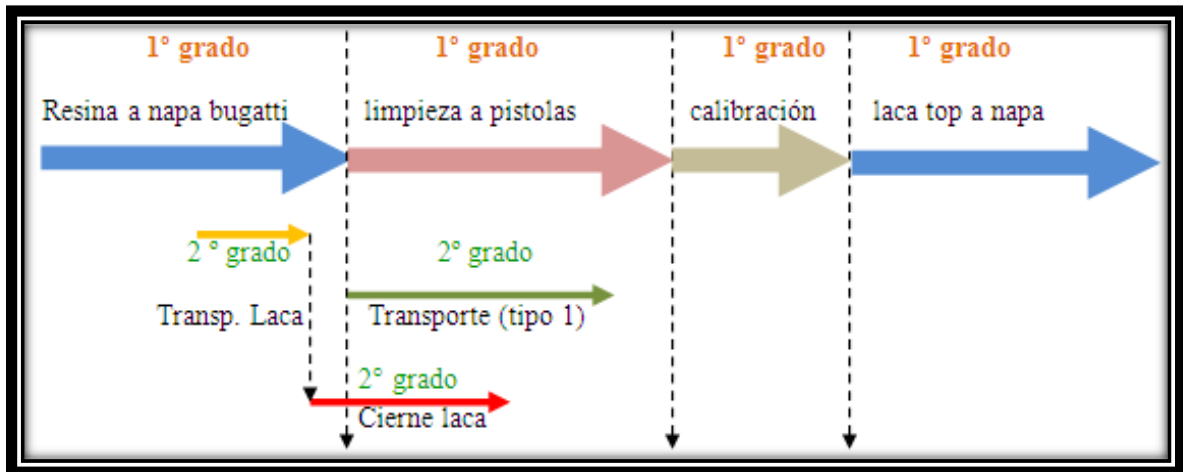 1° grado
1° grado
1° grado
1° grado
Resina a napa bugatti
limpieza a pistolas
calibración
laca top a napa
2 ° grado
2° grado
Transp. Laca
Transporte (tipo 1)
2° grado
Cierne laca